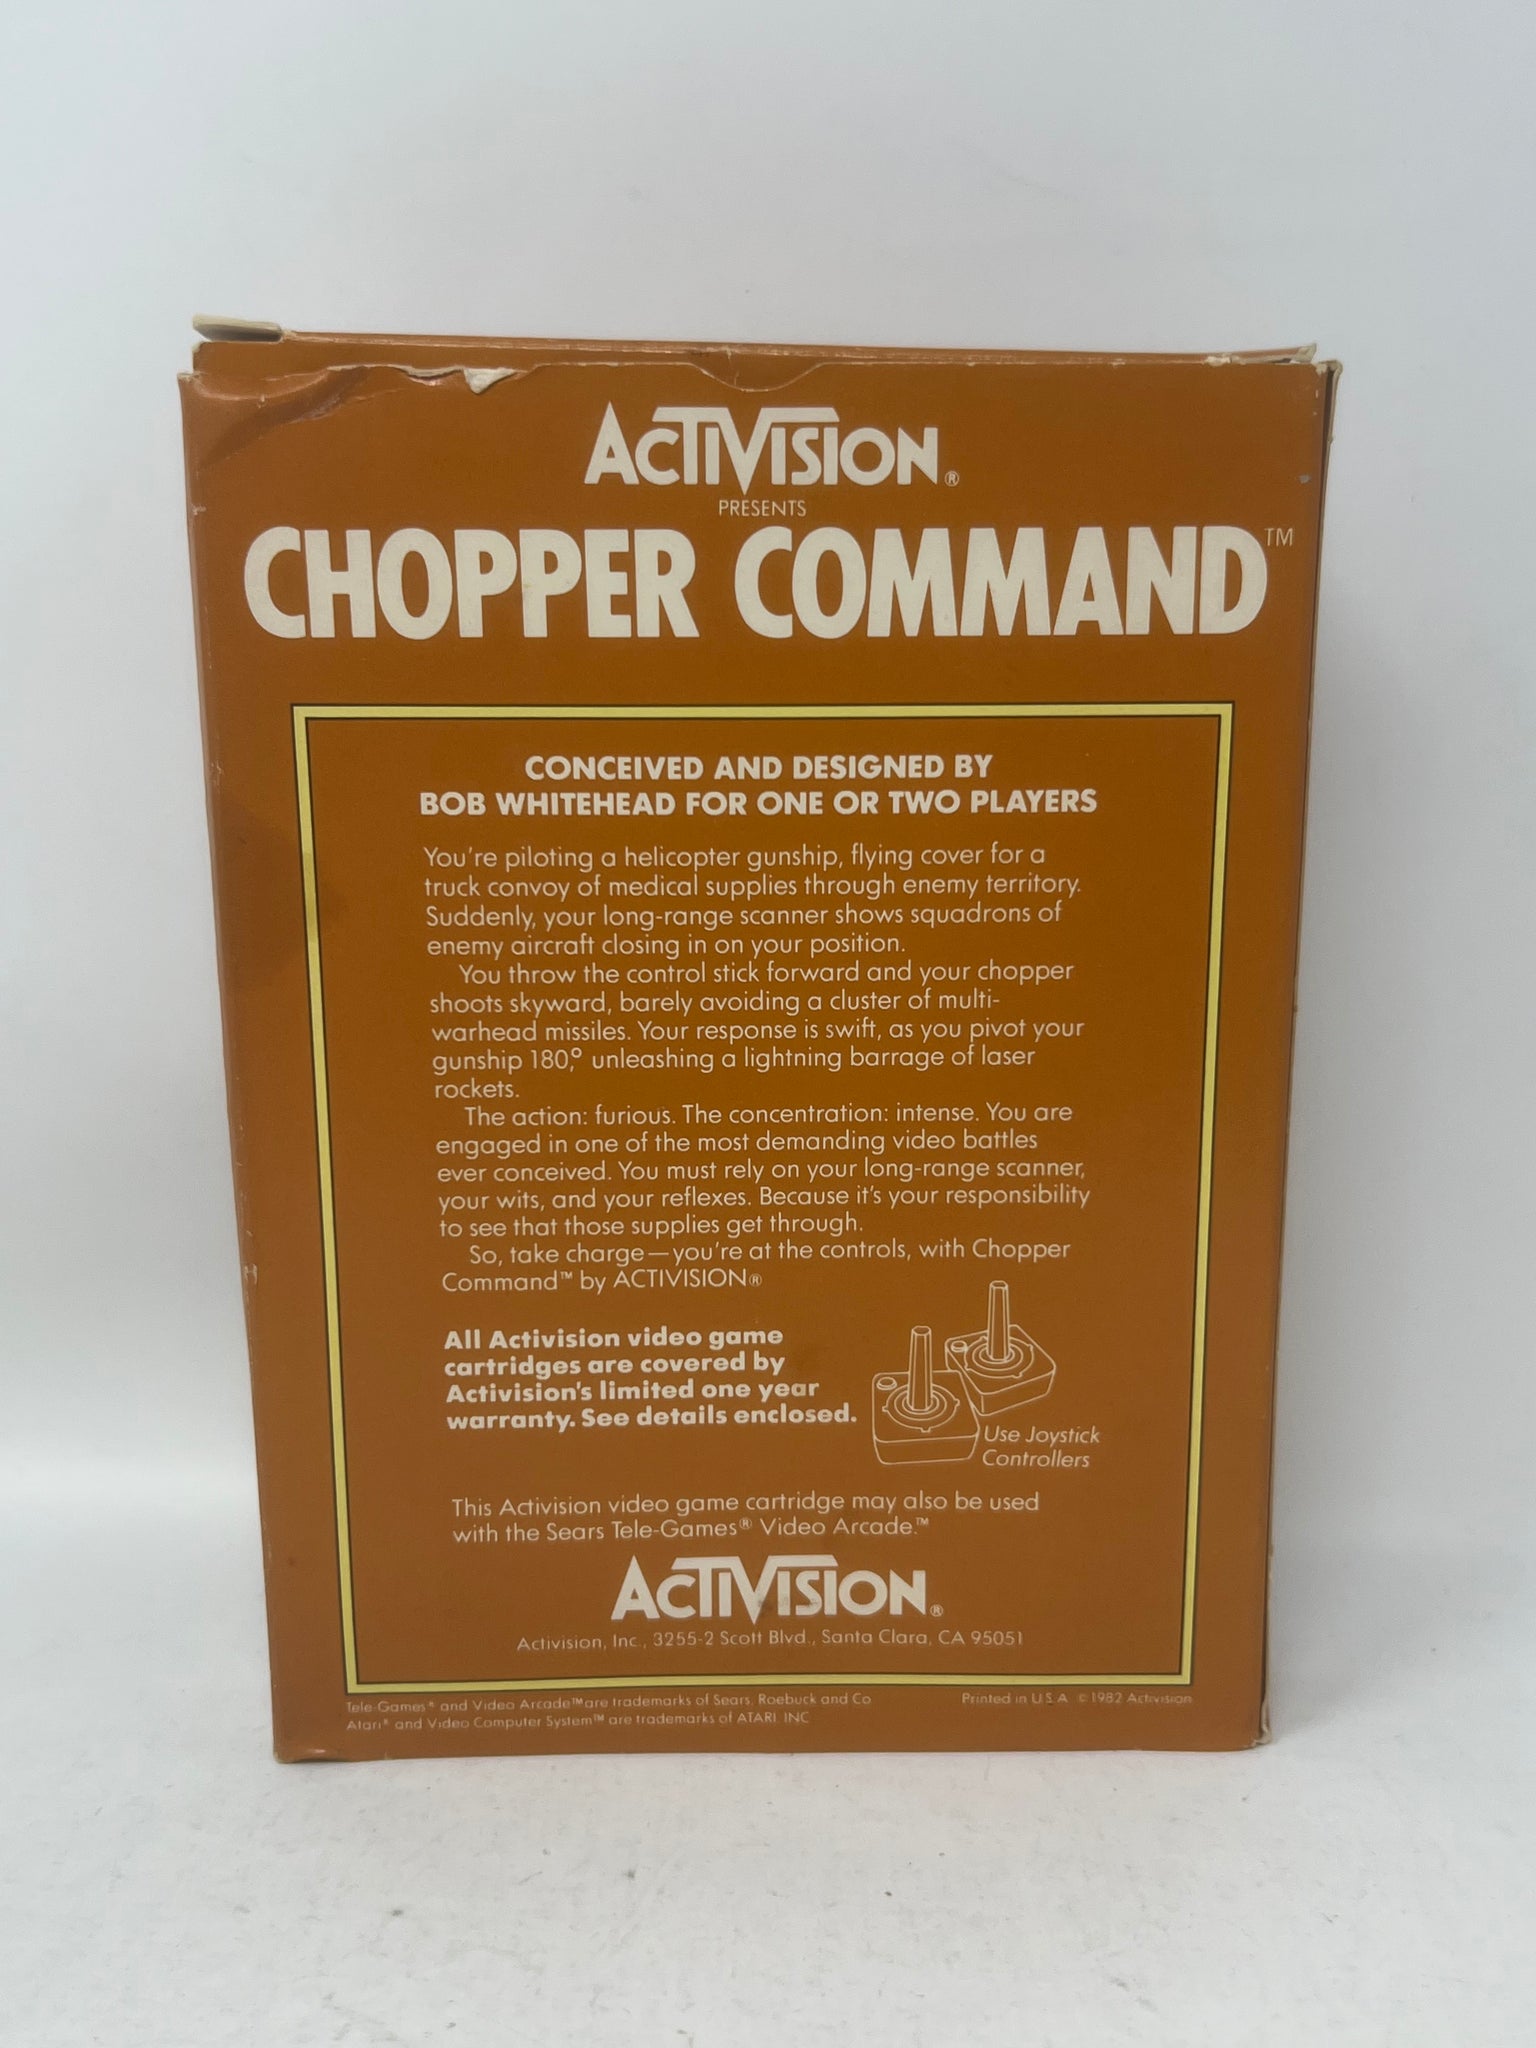 ACTIVISION®
PRESENTS
CHOPPER COMMAND™
CONCEIVED AND DESIGNED BY
BOB WHITEHEAD FOR ONE OR TWO PLAYERS
You're piloting a helicopter gunship, flying cover for a
truck convoy of medical supplies through enemy territory.
Suddenly, your long-range scanner shows squadrons of
enemy aircraft closing in on your position.
You throw the control stick forward and your chopper
shoots skyward, barely avoiding a cluster of multi-
warhead missiles. Your response is swift, as you pivot your
gunship 180,° unleashing a lightning barrage of laser
rockets.
The action: furious. The concentration: intense. You are
engaged in one of the most demanding video battles
ever conceived. You must rely on your long-range scanner,
your wits, and your reflexes. Because it's your responsibility
to see that those supplies get through.
So, take charge—you're at the controls, with Chopper
Command™ by ACTIVISION®
All Activision video game
cartridges are covered by
Activision's limited one year
warranty. See details enclosed.
Use Joystick
Controllers
This Activision video game cartridge may also be used
with the Sears Tele-Games® Video Arcade.™
ACTIVISION®
Activision, Inc., 3255-2 Scott Blvd., Santa Clara, CA 95051
Tele-Games® and Video Arcade™ are trademarks of Sears, Roebuck and Co
Atari® and Video Computer System™ are trademarks of ATARI, INC
Printed in U.S.A. © 1982 Activision